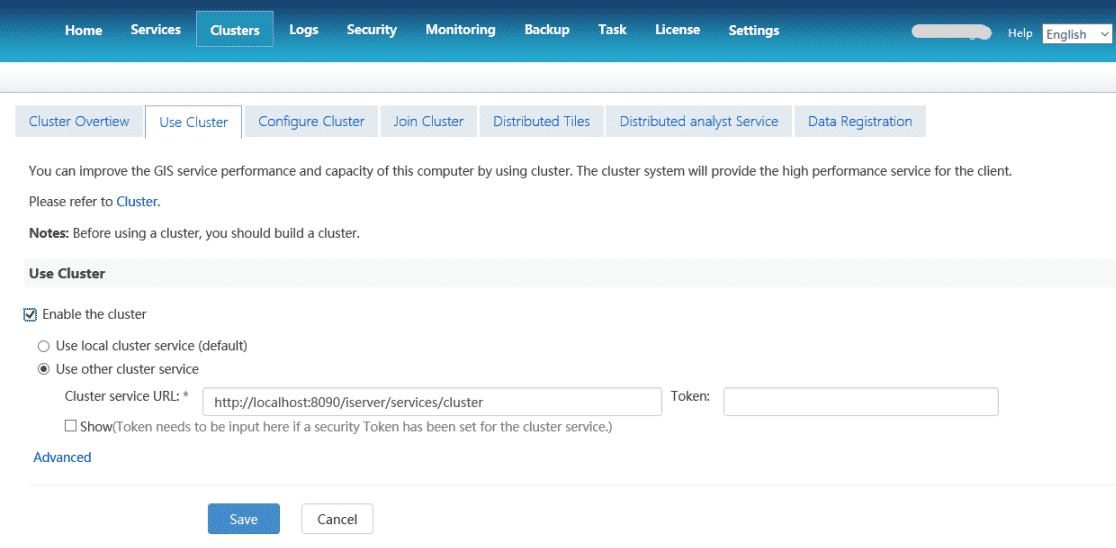 Home Services Clusters Logs Security Monitoring Backup Task License Settings Help English
Cluster Overtiew Use Cluster Configure Cluster Join Cluster Distributed Tiles Distributed analyst Service Data Registration
You can improve the GIS service performance and capacity of this computer by using cluster. The cluster system will provide the high performance service for the client.
Please refer to Cluster.
Notes: Before using a cluster, you should build a cluster.
Use Cluster
Enable the cluster
Use local cluster service (default)
Use other cluster service
Cluster service URL: * http://localhost:8090/iserver/services/cluster Token:
Show(Token needs to be input here if a security Token has been set for the cluster service.)
Advanced
Save Cancel